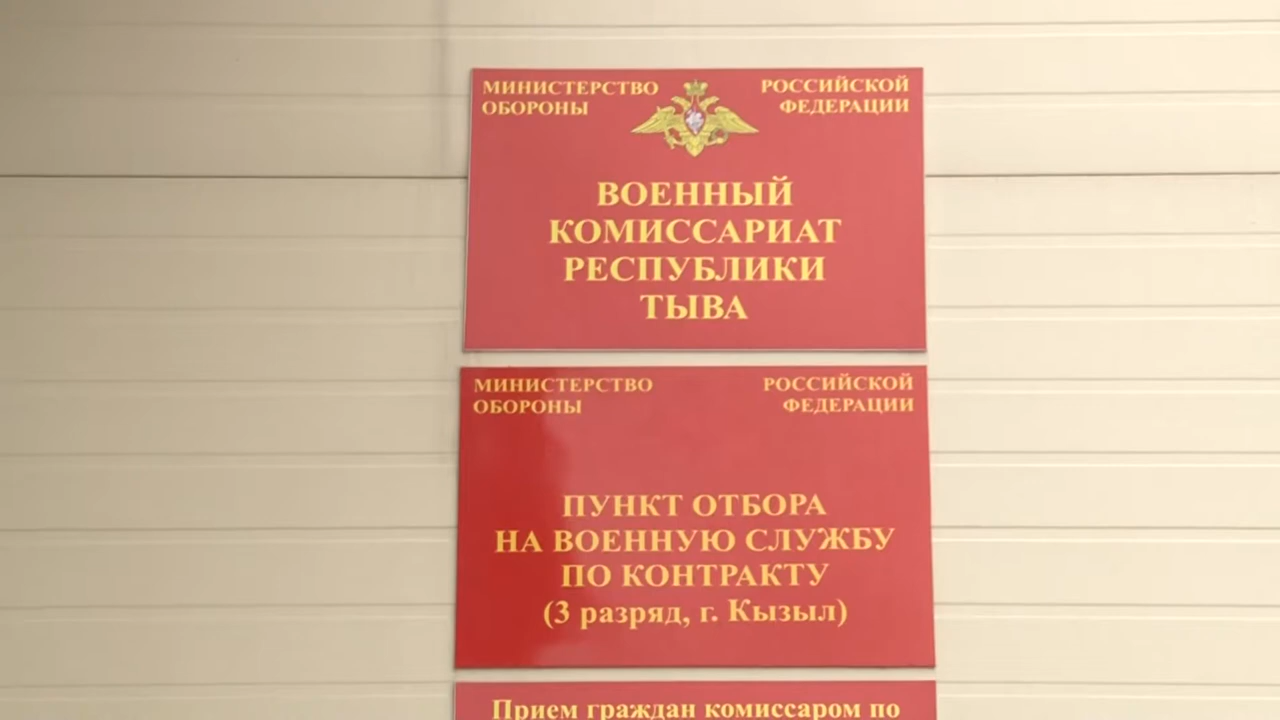 МИНИСТЕРСТВО РОССИЙСКОЙ
ОБОРОНЫ ФЕДЕРАЦИИ
ВОЕННЫЙ
КОМИССАРИАТ
РЕСПУБЛИКИ
ТЫВА
МИНИСТЕРСТВО РОССИЙСКОЙ
ОБОРОНЫ ФЕДЕРАЦИИ
ПУНКТ ОТБОРА
НА ВОЕННУЮ СЛУЖБУ
ПО КОНТРАКТУ
(3 разряд, г. Кызыл)
Прием граждан комиссаром по